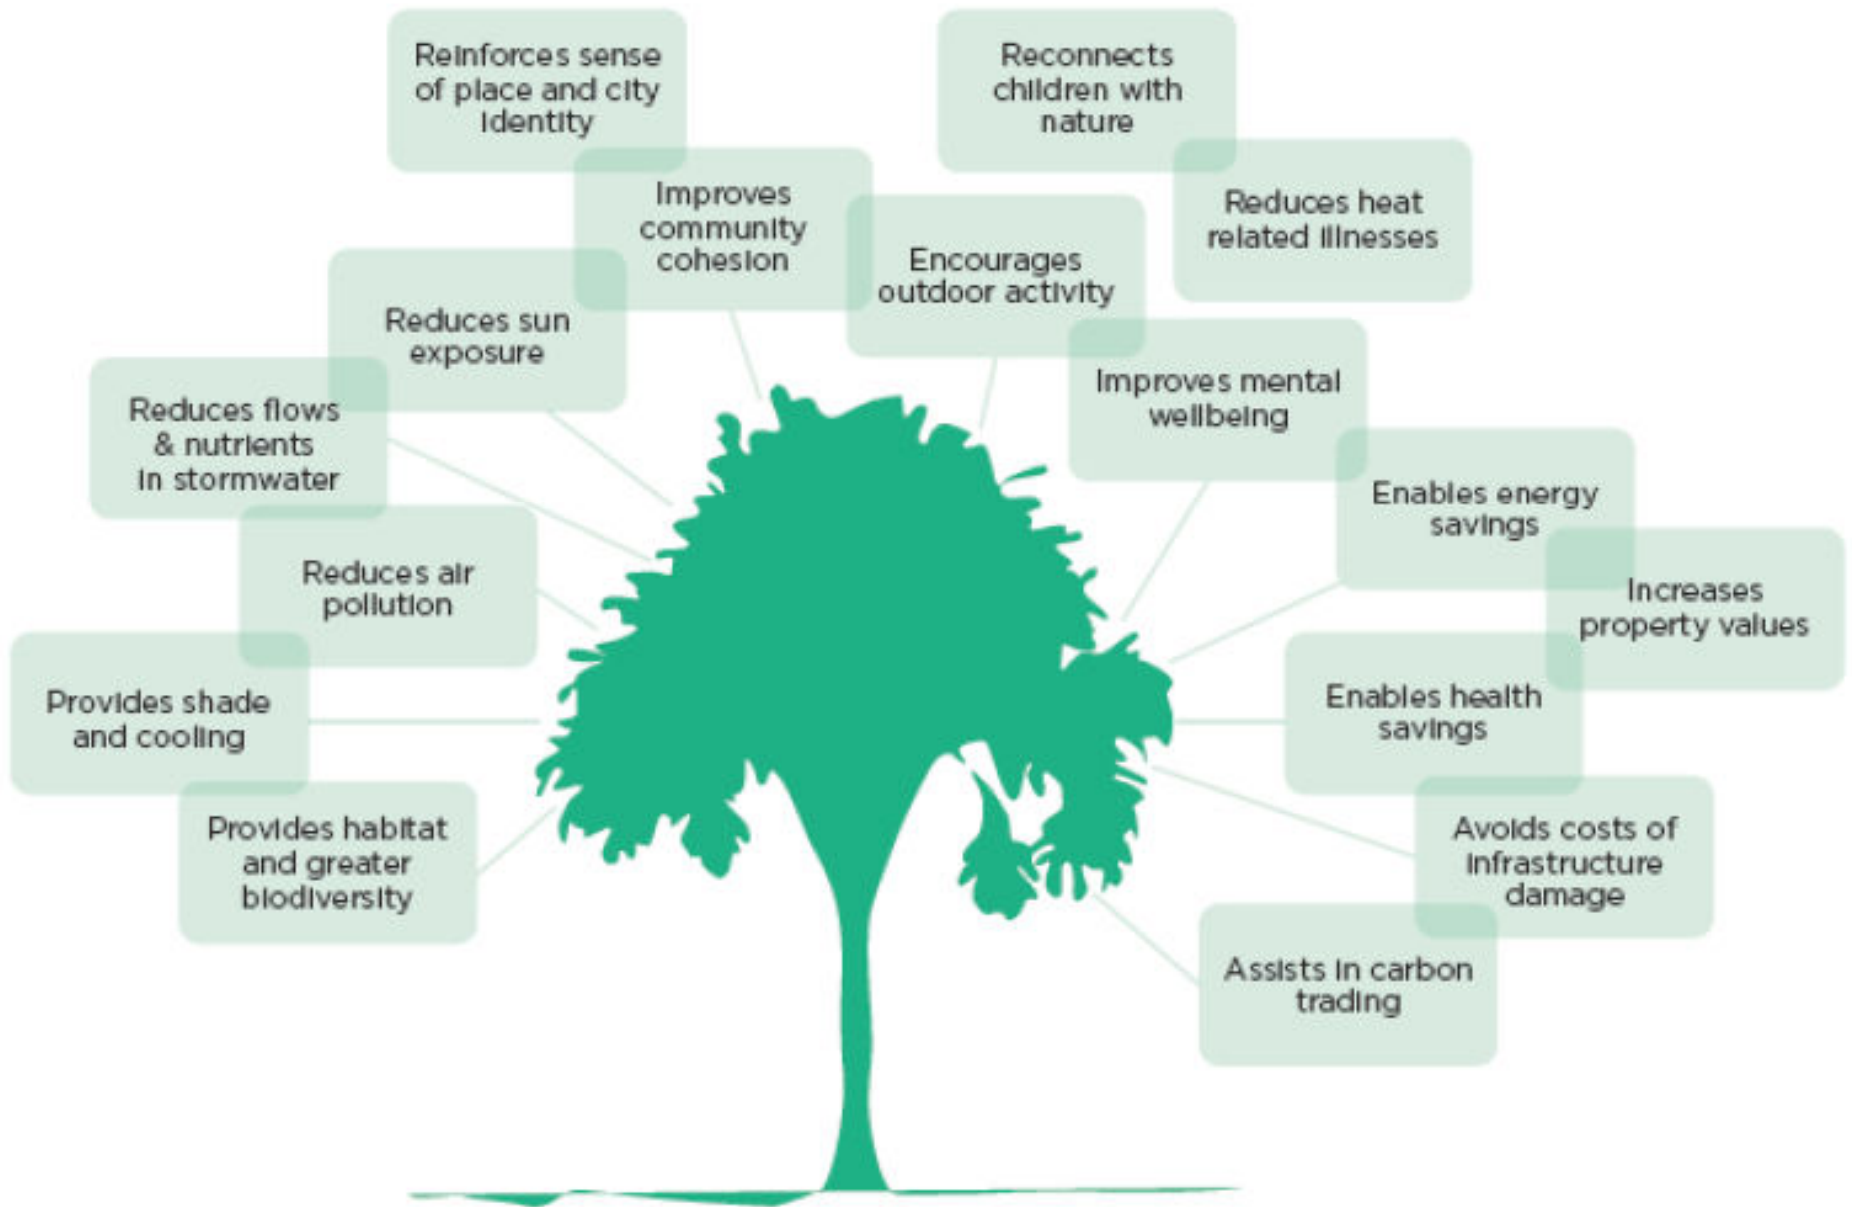 Reinforces sense
of place and city
identity
Reconnects
children with
nature
Improves
community
cohesion
Reduces heat
related illnesses
Encourages
outdoor activity
Reduces sun
exposure
Improves mental
wellbeing
Reduces flows
& nutrients
in stormwater
Enables energy
savings
Reduces air
pollution
Increases
property values
Provides shade
and cooling
Enables health
savings
Provides habitat
and greater
biodiversity
Avoids costs of
infrastructure
damage
Assists in carbon
trading